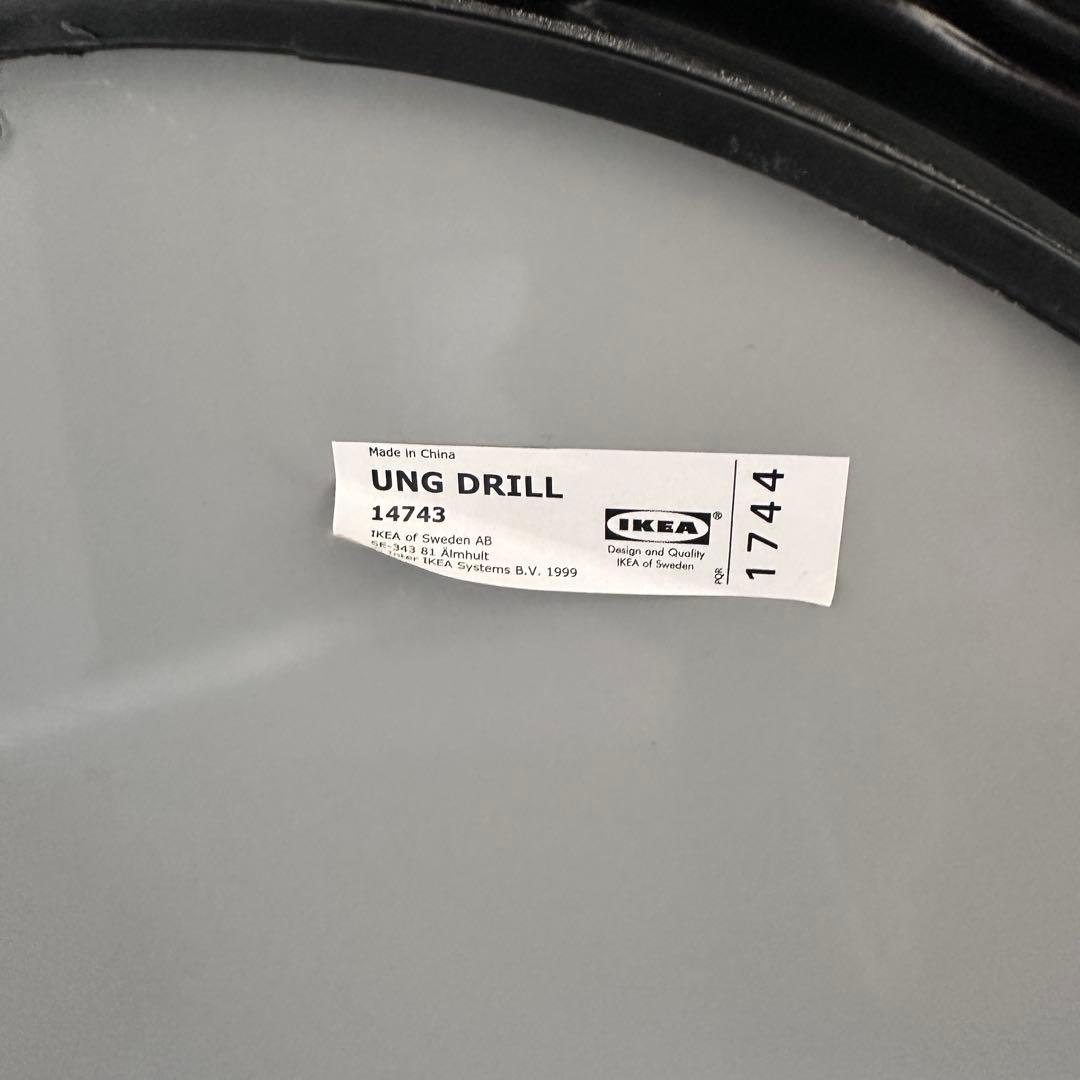 Made in China
UNG DRILL
14743
IKEA of Sweden AB
SE-343 81 Älmhult
Inter IKEA Systems B.V. 1999
IKEA®
Design and Quality
IKEA of Sweden
PQR
1744